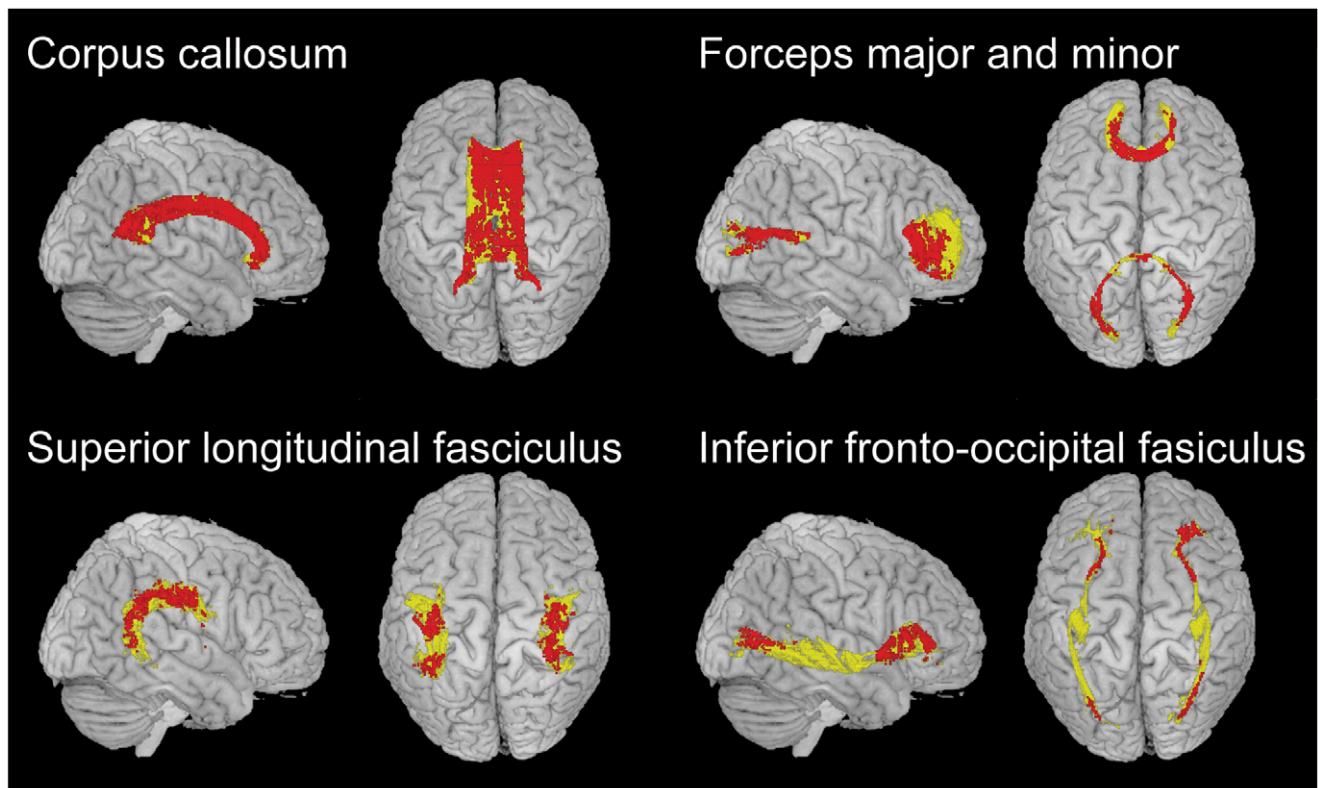 Corpus callosum
Forceps major and minor
Superior longitudinal fasciculus
Inferior fronto-occipital fasiculus